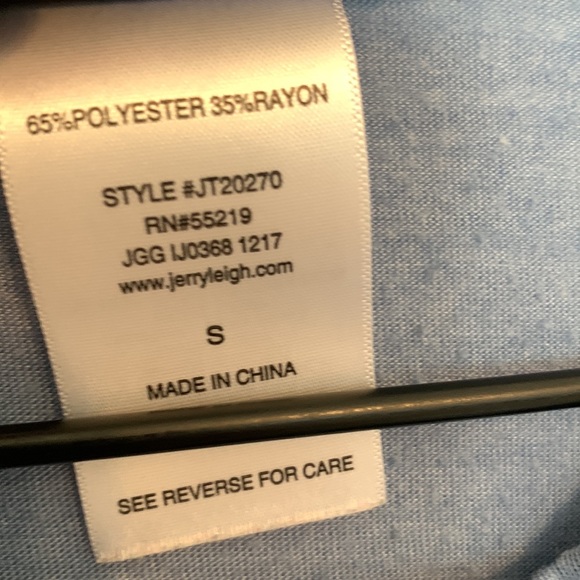 65%POLYESTER 35%RAYON
STYLE #JT20270
RN#55219
JGG IJ0368 1217
www.jerryleigh.com
S
MADE IN CHINA
SEE REVERSE FOR CARE